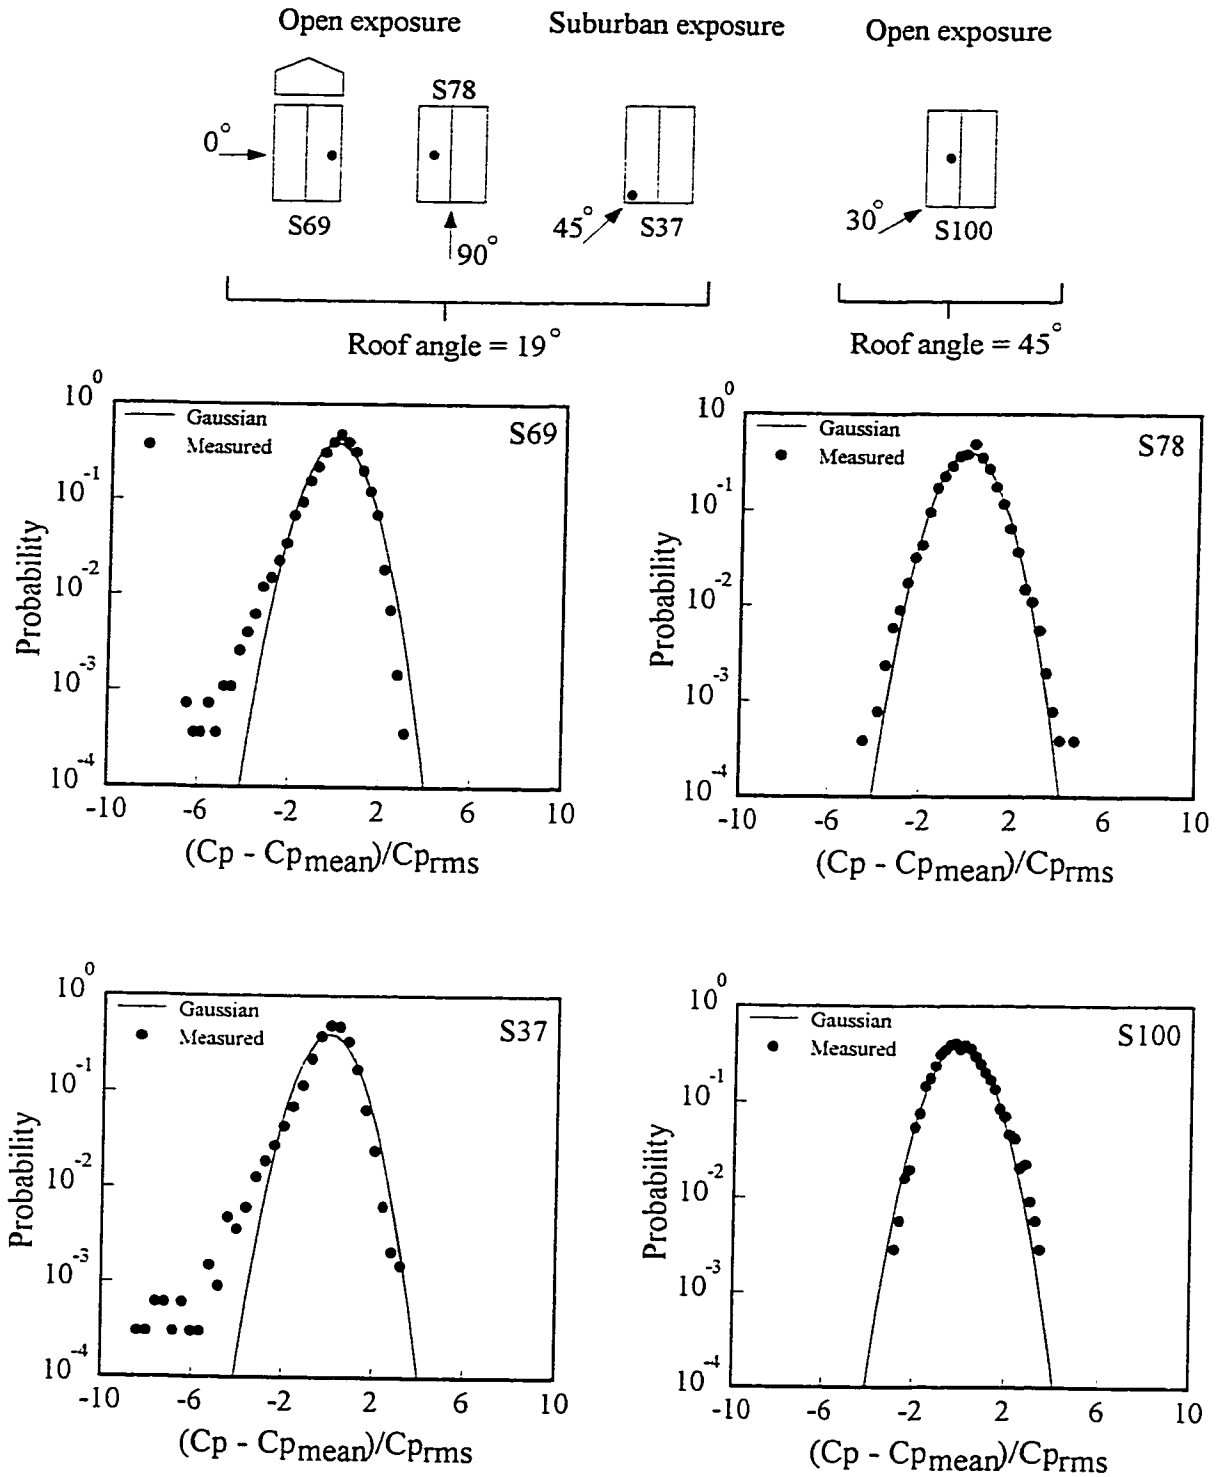 Open exposure
Suburban exposure
Open exposure
0°
S69
S78
90°
45°
S37
30°
S100
Roof angle = 19°
Roof angle = 45°
10^0
10^-1
10^-2
10^-3
10^-4
Probability
Gaussian
Measured
S69
-10 -6 -2 2 6 10
(Cp - Cpmean)/Cprms
10^0
10^-1
10^-2
10^-3
10^-4
Probability
Gaussian
Measured
S78
-10 -6 -2 2 6 10
(Cp - Cpmean)/Cprms
10^0
10^-1
10^-2
10^-3
10^-4
Probability
Gaussian
Measured
S37
-10 -6 -2 2 6 10
(Cp - Cpmean)/Cprms
10^0
10^-1
10^-2
10^-3
10^-4
Probability
Gaussian
Measured
S100
-10 -6 -2 2 6 10
(Cp - Cpmean)/Cprms